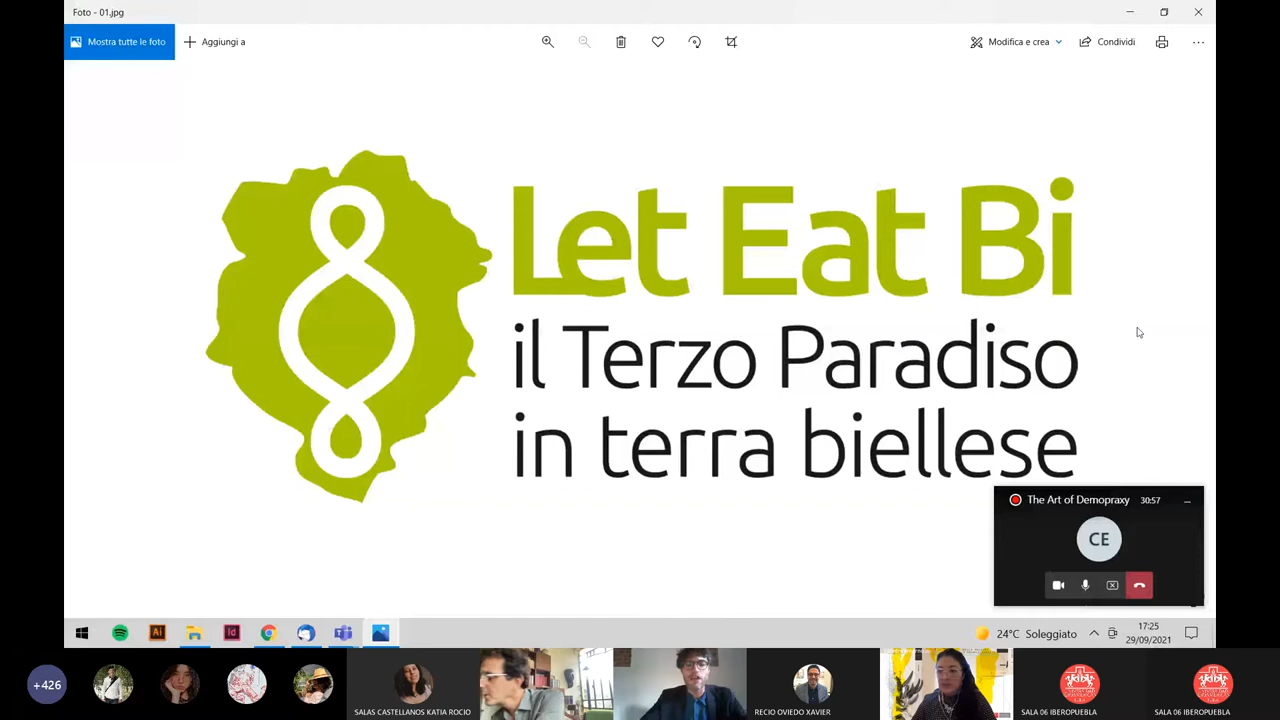 Foto - 01.jpg
Mostra tutte le foto
Aggiungi a
Modifica e crea
Condividi
Let Eat Bi
il Terzo Paradiso
in terra biellese
The Art of Demopraxy 30:57
CE
Ai
Id
24°C Soleggiato
17:25
29/09/2021
+426
SALAS CASTELLANOS KATIA ROCIO
RECIO OVIEDO XAVIER
SALA 06 IBEROPUEBLA
SALA 06 IBEROPUEBLA